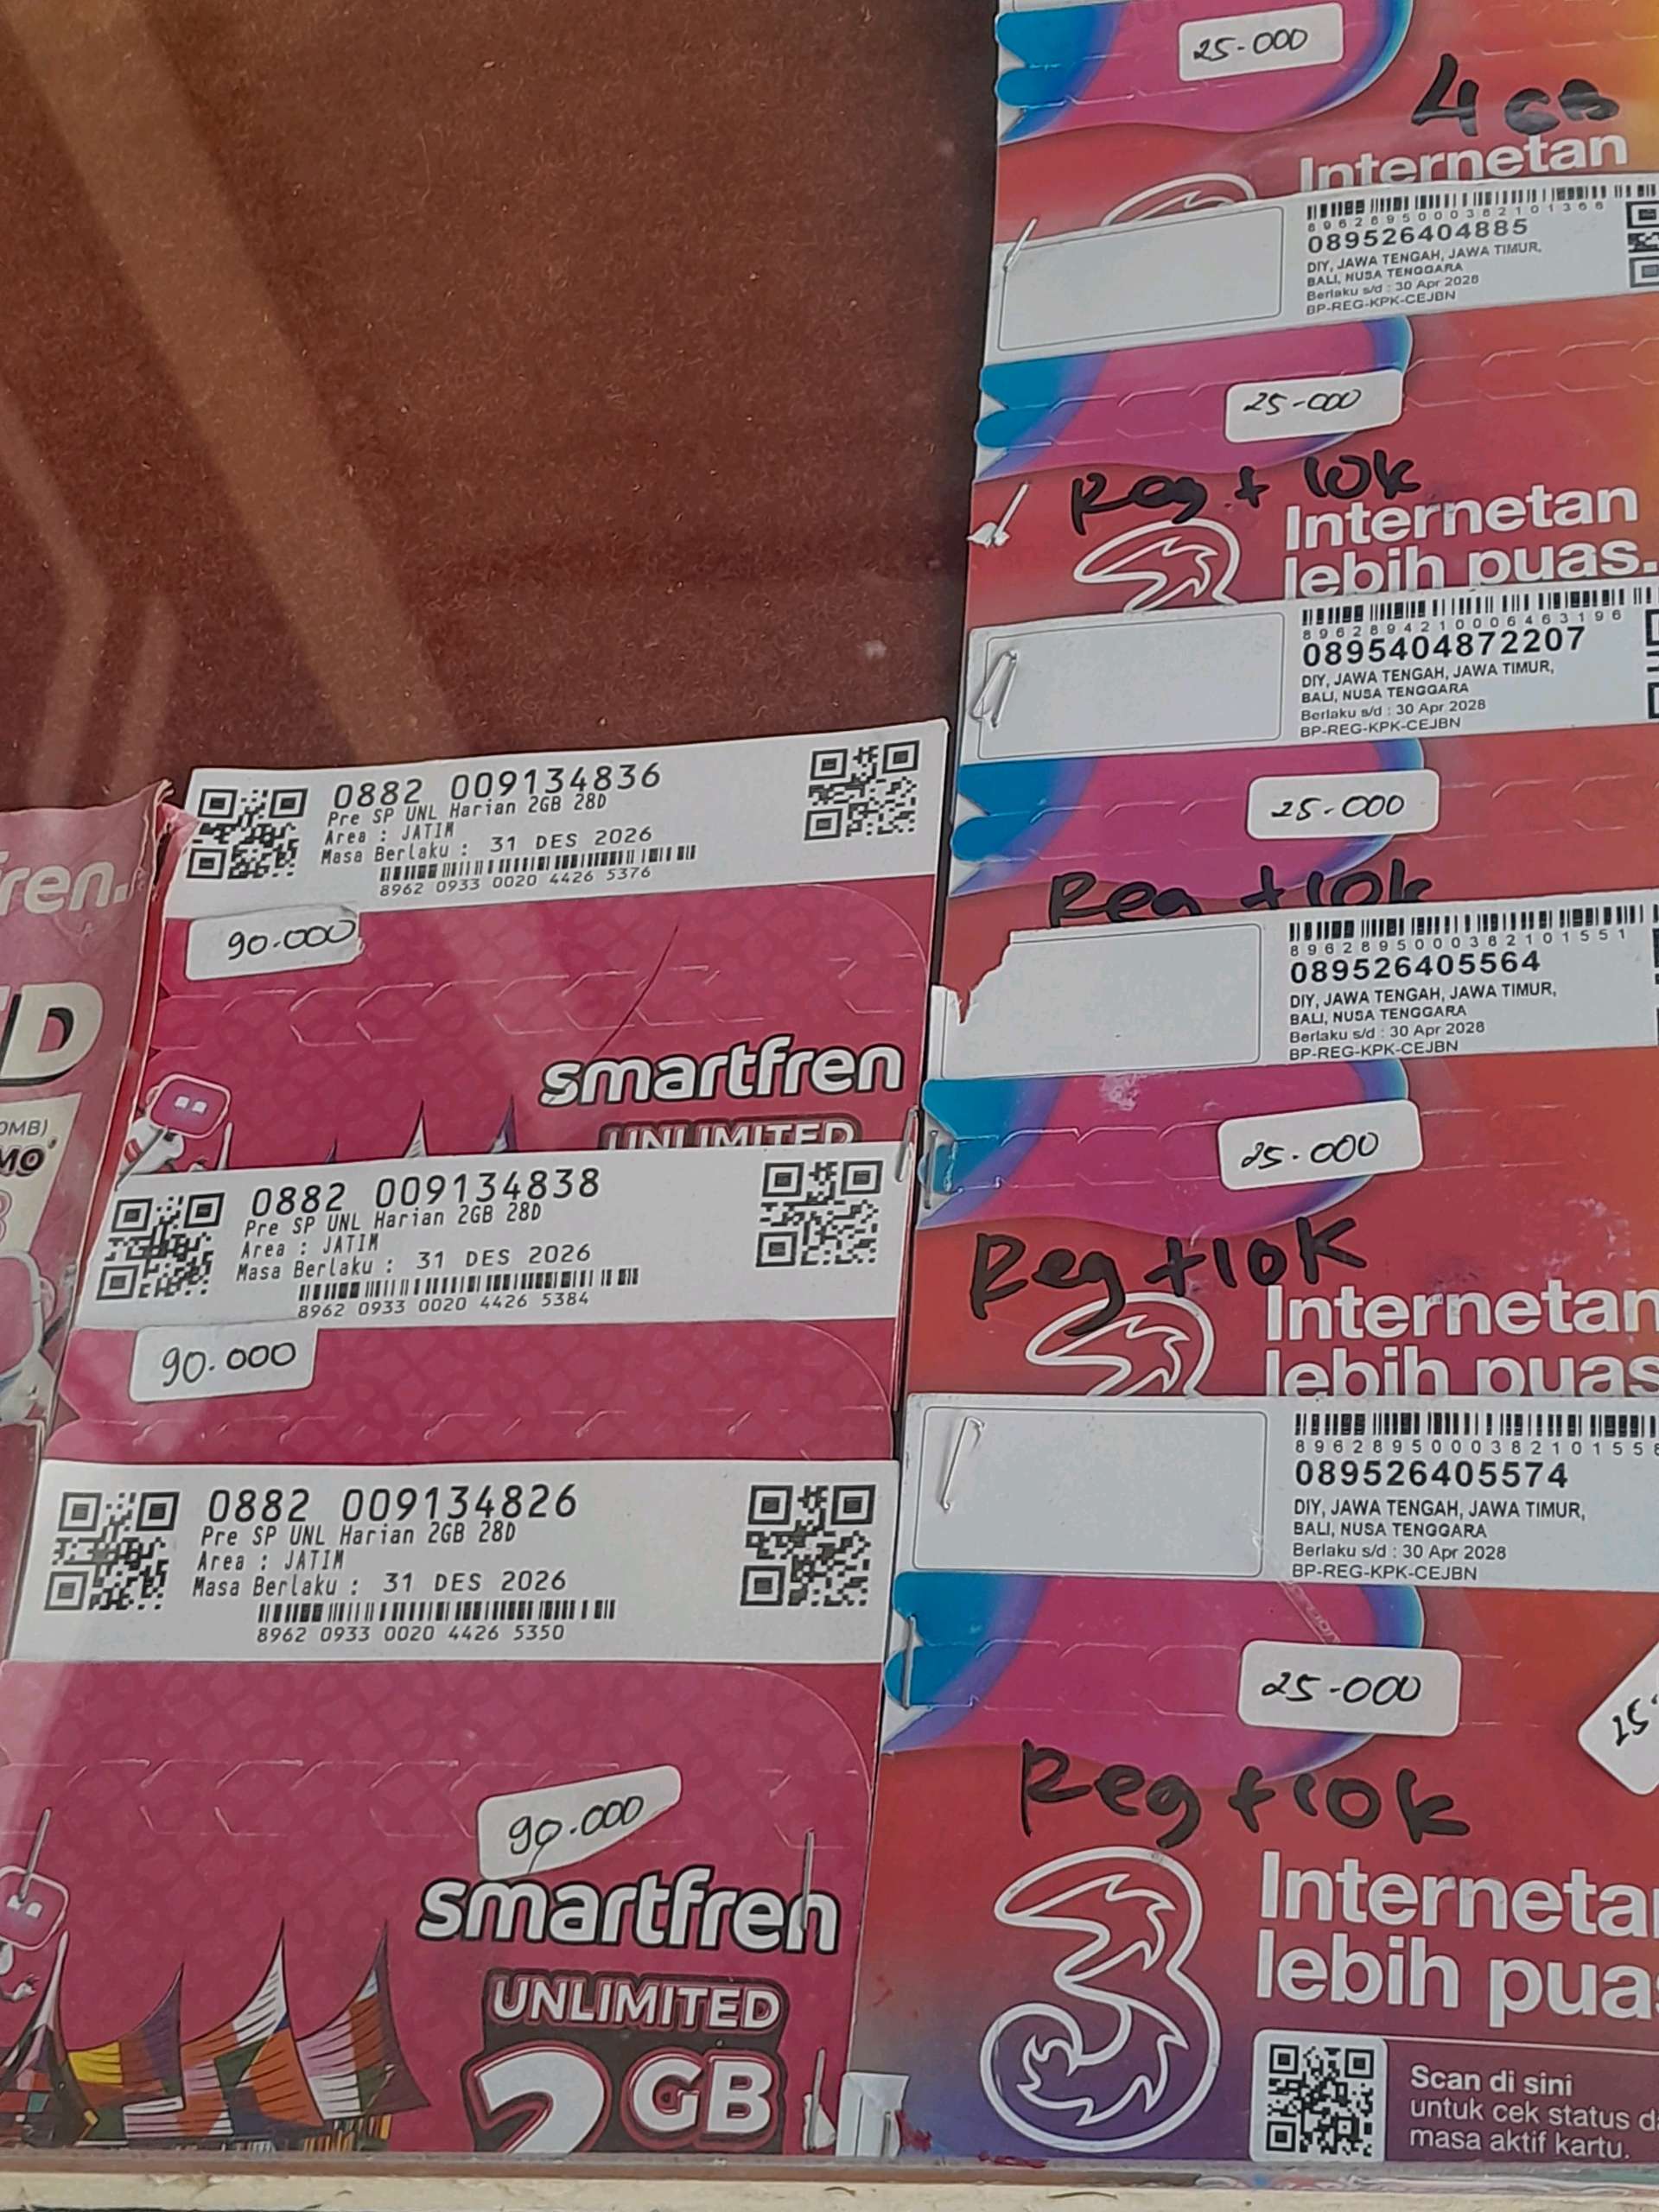 25-000
4 GB
Internetan
8962895000382101366
089526404885
DIY, JAWA TENGAH, JAWA TIMUR,
BALI, NUSA TENGGARA
Berlaku s/d : 30 Apr 2028
BP-REG-KPK-CEJBN
25-000
Reg + 10k
Internetan
lebih puas.
8962894210006463196
0895404872207
DIY, JAWA TENGAH, JAWA TIMUR,
BALI, NUSA TENGGARA
Berlaku s/d : 30 Apr 2028
BP-REG-KPK-CEJBN
25-000
Reg +10k
8962895000382101551
089526405564
DIY, JAWA TENGAH, JAWA TIMUR,
BALI, NUSA TENGGARA
Berlaku s/d : 30 Apr 2028
BP-REG-KPK-CEJBN
25-000
Reg +10K
Internetan
lebih puas
896289500038210155
089526405574
DIY, JAWA TENGAH, JAWA TIMUR,
BALI, NUSA TENGGARA
Berlaku s/d : 30 Apr 2028
BP-REG-KPK-CEJBN
25-000
Reg +10k
3
Internetan
lebih puas
Scan di sini
untuk cek status d
masa aktif kartu.
0882 009134836
Pre SP UNL Harian 2GB 28D
Area : JATIM
Masa Berlaku : 31 DES 2026
8962 0933 0020 4426 5376
90.000
smartfren
UNLIMITED
0882 009134838
Pre SP UNL Harian 2GB 28D
Area : JATIM
Masa Berlaku : 31 DES 2026
8962 0933 0020 4426 5384
90.000
0882 009134826
Pre SP UNL Harian 2GB 28D
Area : JATIM
Masa Berlaku : 31 DES 2026
8962 0933 0020 4426 5350
90.000
smartfren
UNLIMITED
2GB